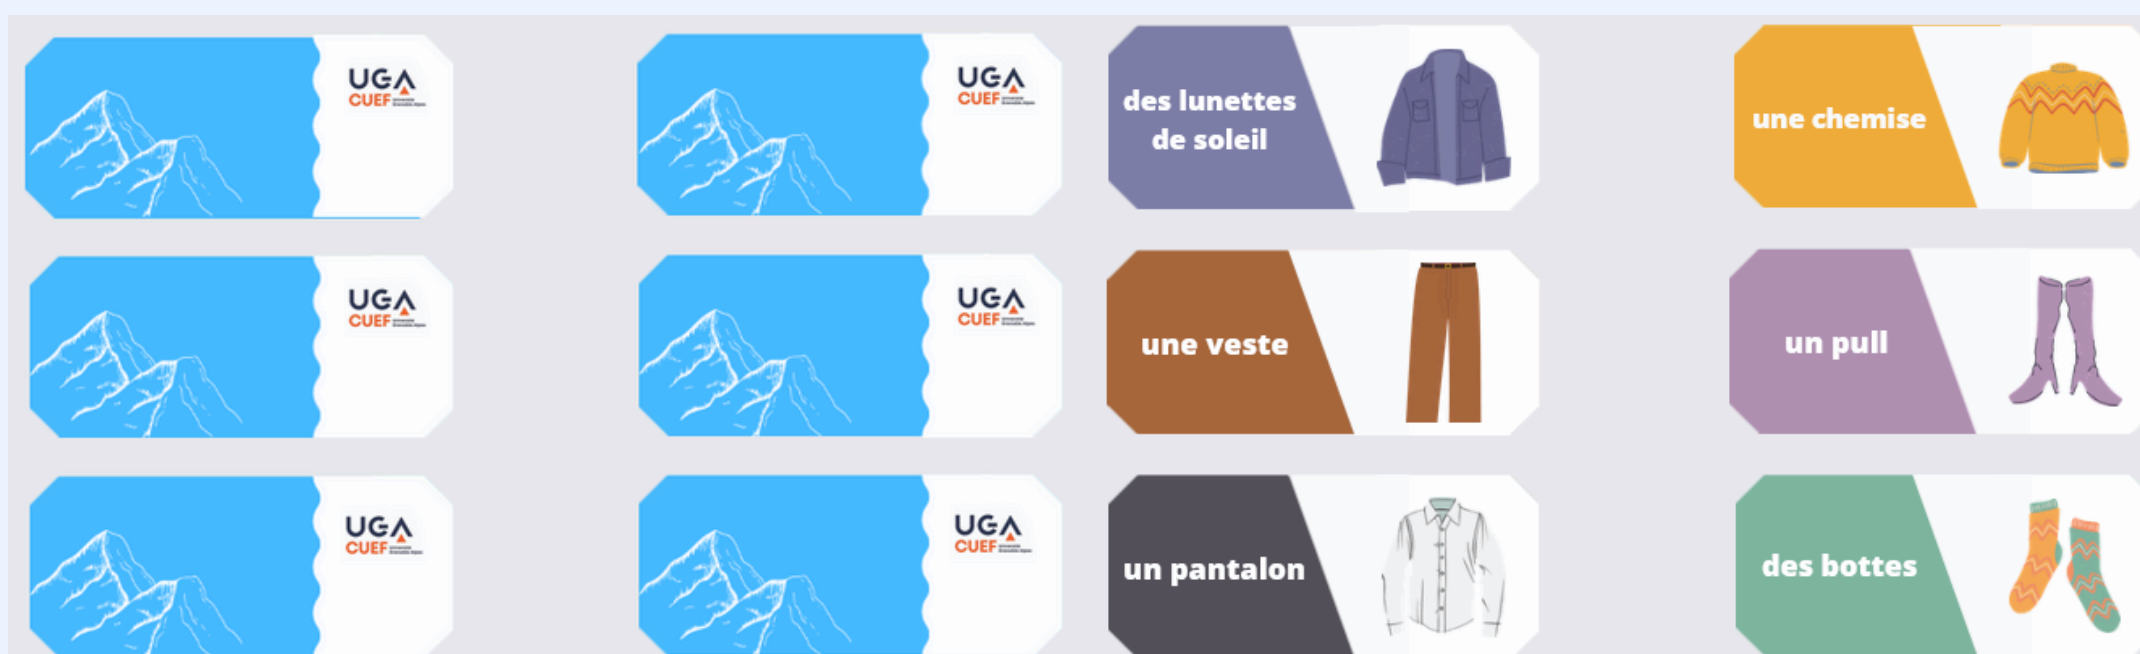 UGA
CUEF
UGA
CUEF
des lunettes
de soleil
une chemise
UGA
CUEF
UGA
CUEF
une veste
un pull
UGA
CUEF
UGA
CUEF
un pantalon
des bottes